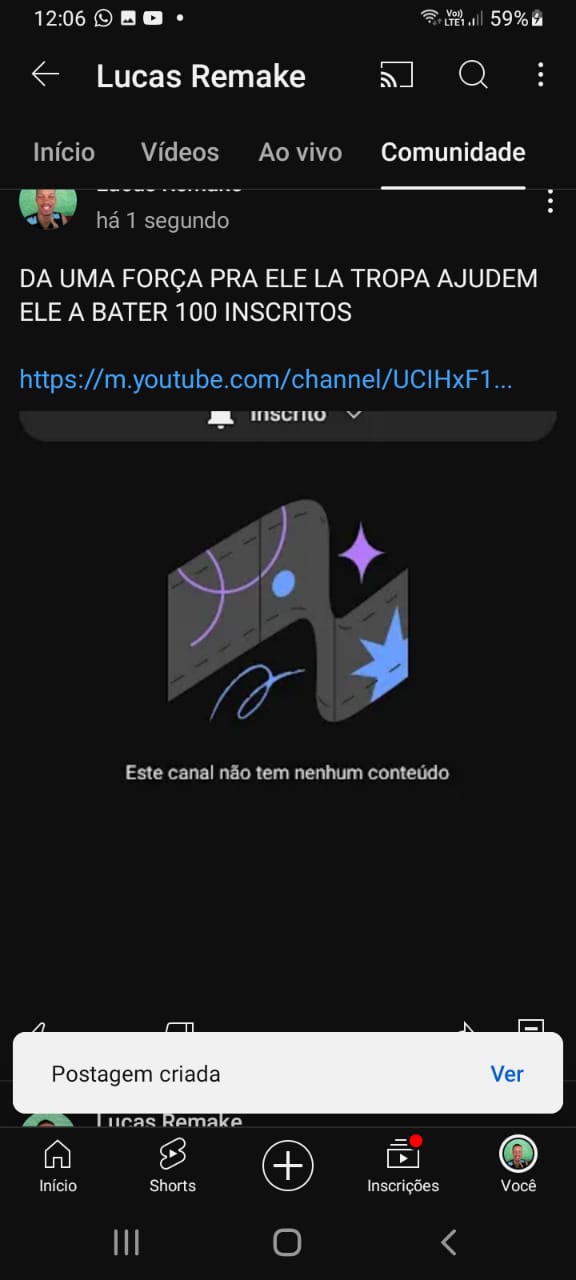 12:06
Vo))
LTE1
59%
Lucas Remake
Início
Vídeos
Ao vivo
Comunidade
Lucas Remake
há 1 segundo
DA UMA FORÇA PRA ELE LA TROPA AJUDEM
ELE A BATER 100 INSCRITOS
https://m.youtube.com/channel/UCIHxF1...
Inscrito
Este canal não tem nenhum conteúdo
Postagem criada
Ver
Lucas Remake
Início
Shorts
Inscrições
Você